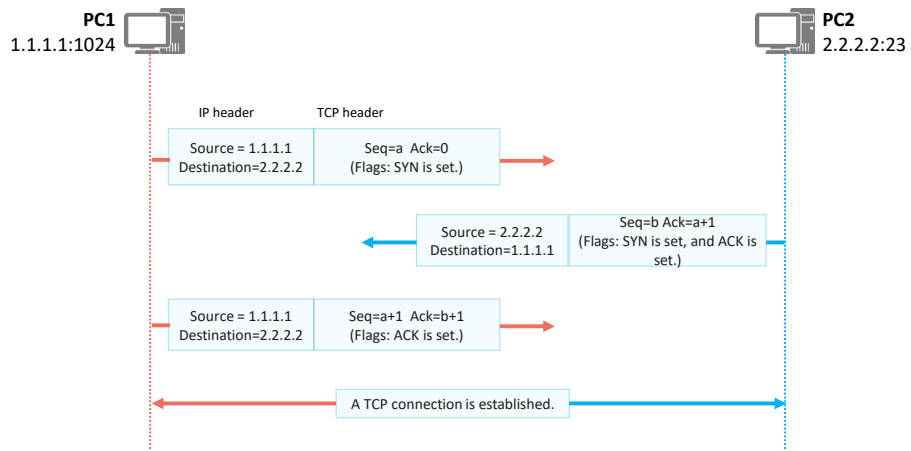 PC1
1.1.1.1:1024
PC2
2.2.2.2:23
IP header
TCP header
Source = 1.1.1.1
Destination=2.2.2.2
Seq=a Ack=0
(Flags: SYN is set.)
Source = 2.2.2.2
Destination=1.1.1.1
Seq=b Ack=a+1
(Flags: SYN is set, and ACK is
set.)
Source = 1.1.1.1
Destination=2.2.2.2
Seq=a+1 Ack=b+1
(Flags: ACK is set.)
A TCP connection is established.